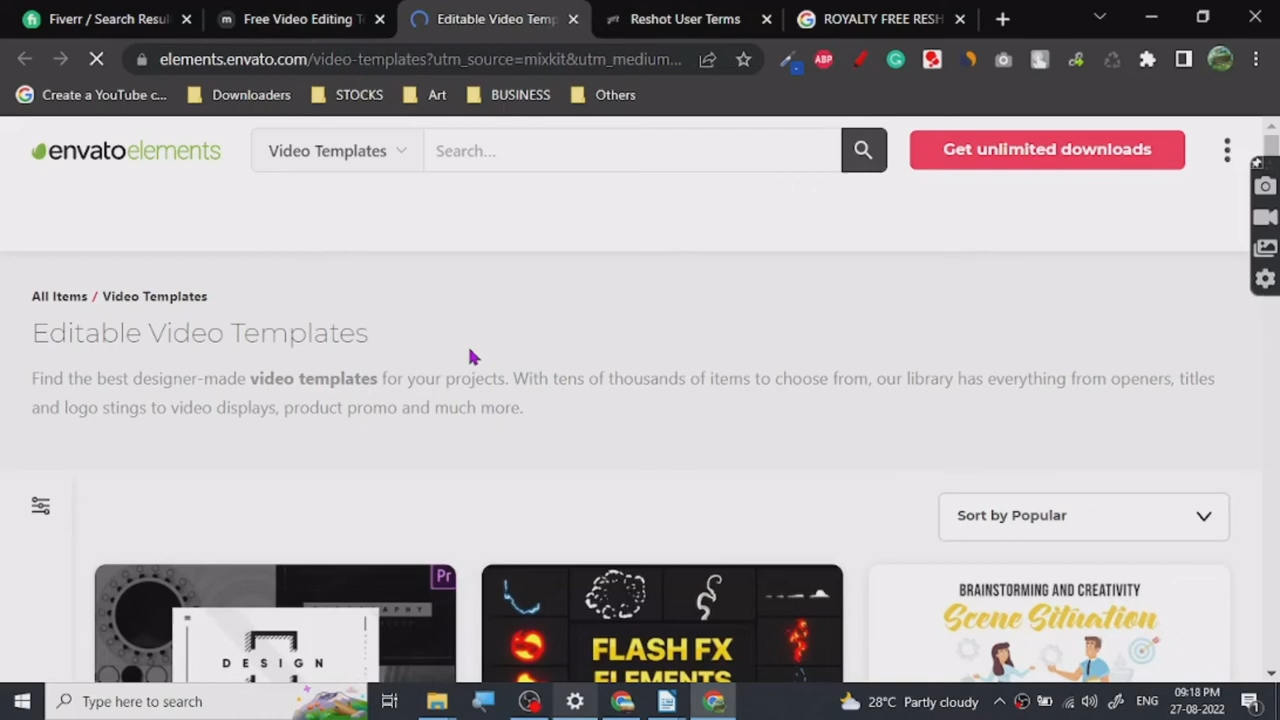 Fiverr / Search Resul
Free Video Editing T
Editable Video Temp
Reshot User Terms
ROYALTY FREE RESH
elements.envato.com/video-templates?utm_source=mixkit&utm_medium...
ABP
Create a YouTube c...
Downloaders
STOCKS
Art
BUSINESS
Others
envatoelements
Video Templates
Search...
Get unlimited downloads
All Items / Video Templates
Editable Video Templates
Find the best designer-made video templates for your projects. With tens of thousands of items to choose from, our library has everything from openers, titles
and logo stings to video displays, product promo and much more.
Sort by Popular
Pr
DESIGN
FLASH FX
ELEMENTS
BRAINSTORMING AND CREATIVITY
Scene Situation
Type here to search
28°C Partly cloudy
ENG
09:18 PM
27-08-2022
1